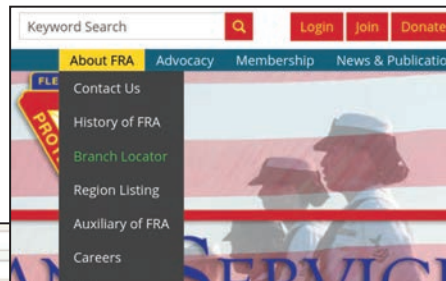 Keyword Search
Login Join Donate
About FRA Advocacy Membership News &
FLE
Contact Us
History of FRA
Branch Locator
Region Listing
Auxiliary of FRA
Careers